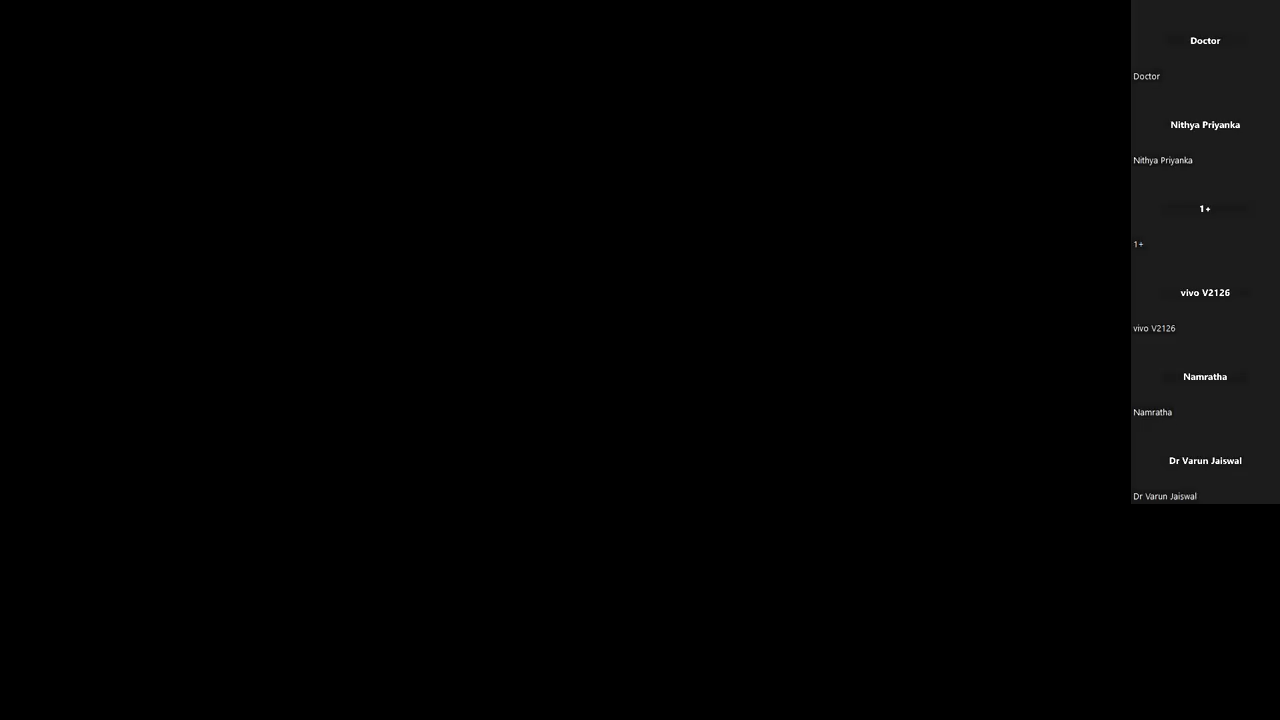 Doctor
Doctor
Nithya Priyanka
Nithya Priyanka
1+
1+
vivo V2126
vivo V2126
Namratha
Namratha
Dr Varun Jaiswal
Dr Varun Jaiswal